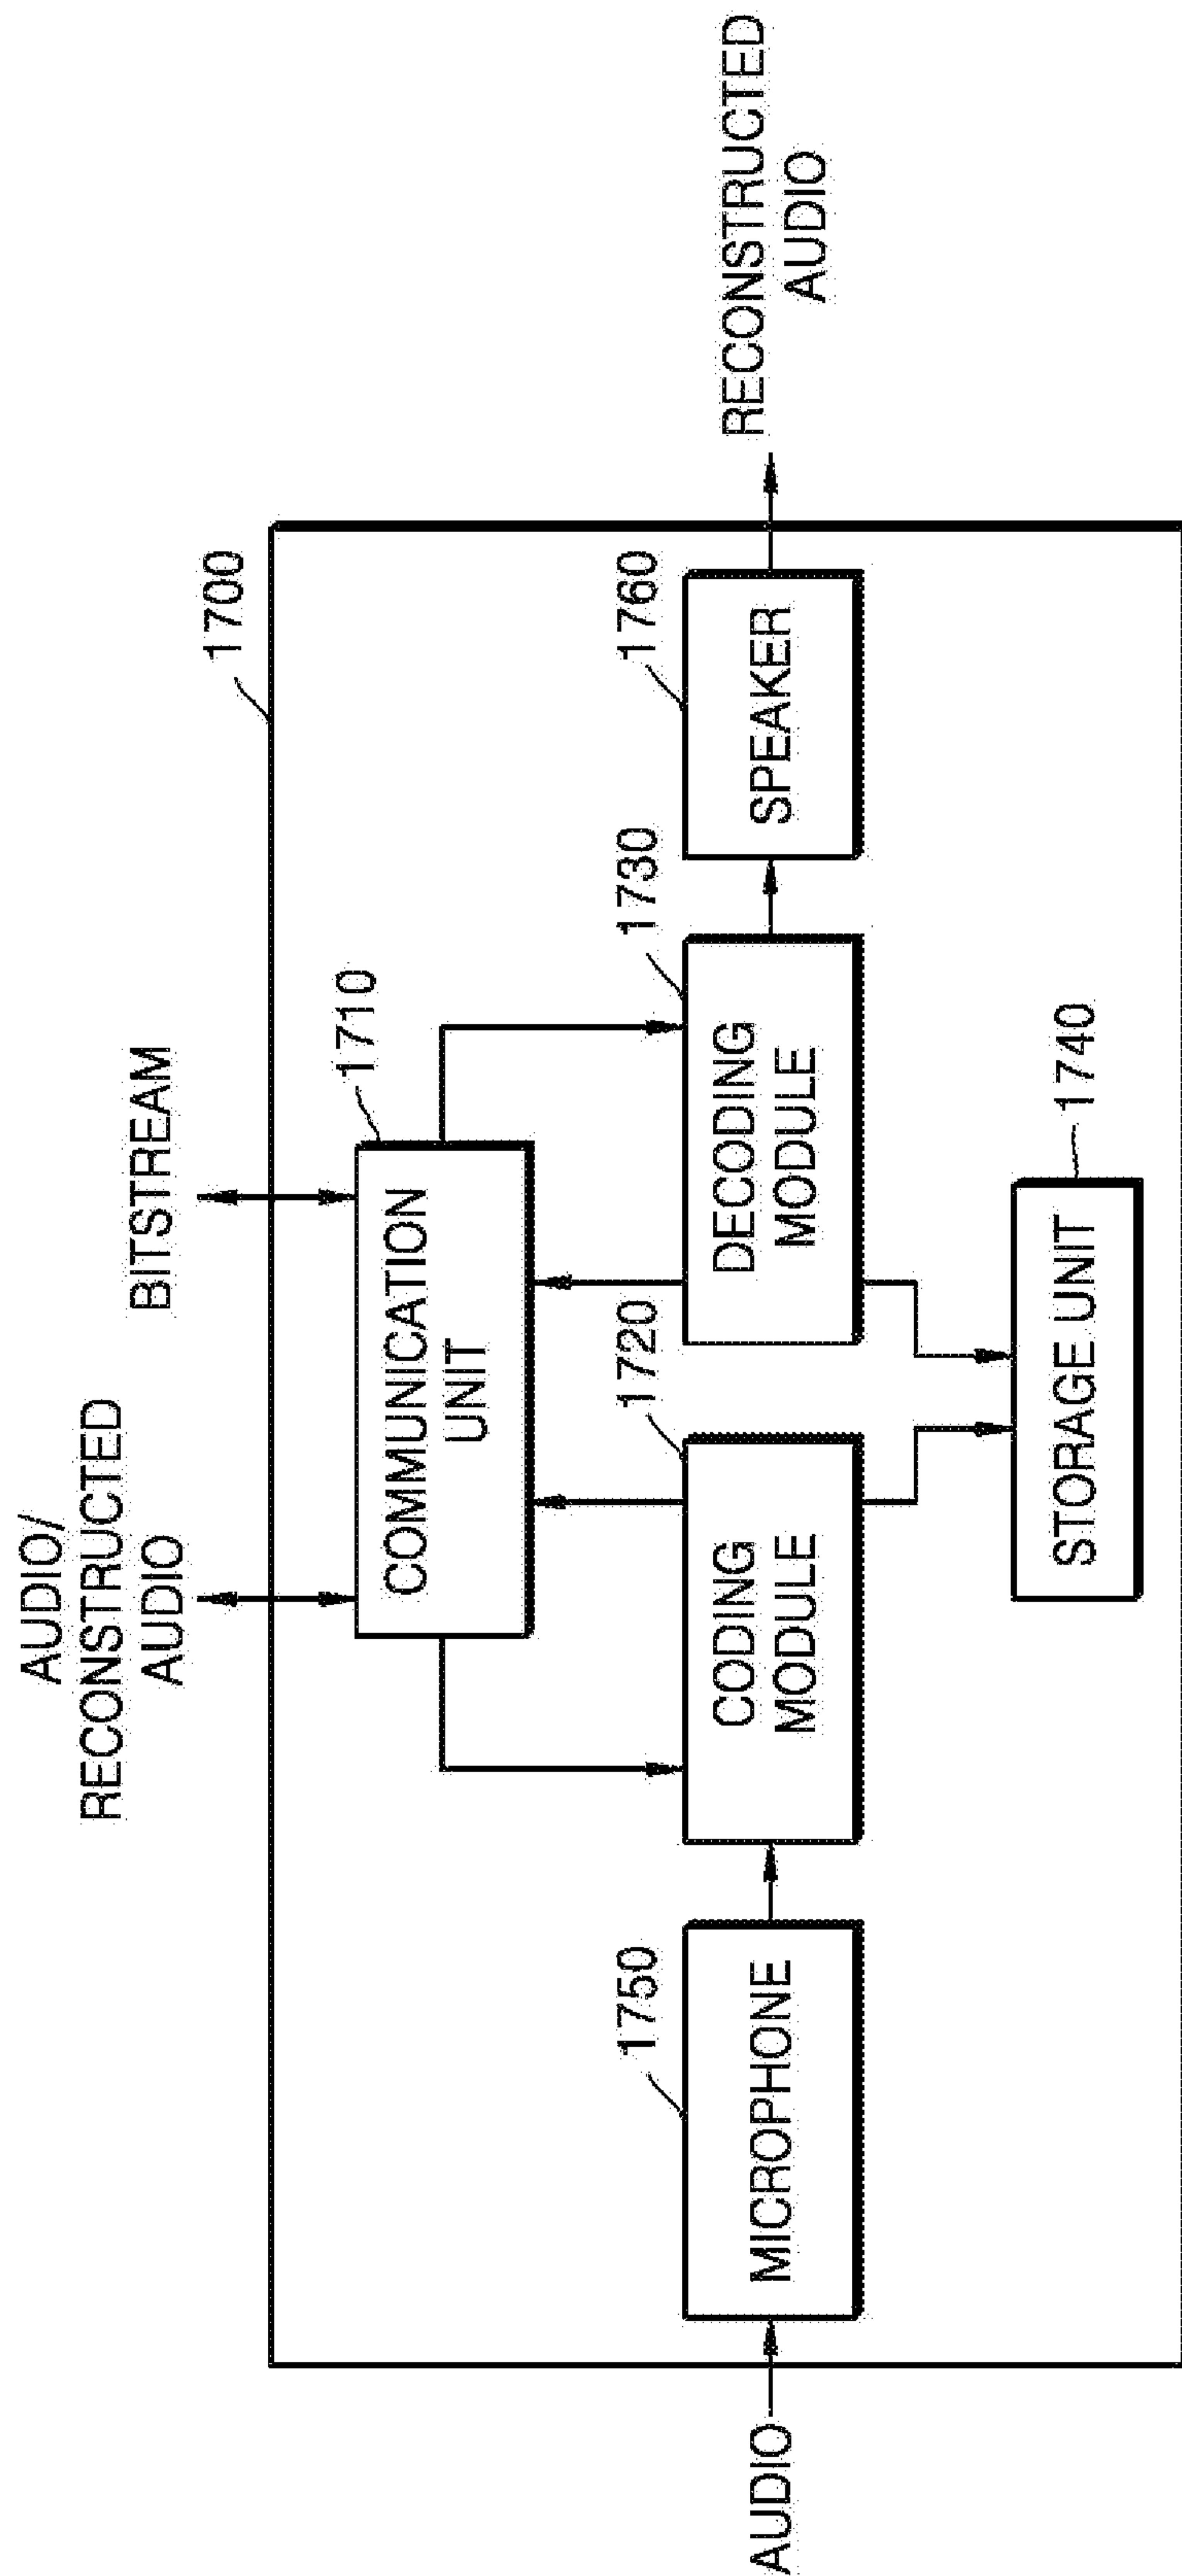 AUDIO/
RECONSTRUCTED
AUDIO
BITSTREAM
1700
1710
COMMUNICATION
UNIT
1750
1720
1730
1760
AUDIO
MICROPHONE
CODING
MODULE
DECODING
MODULE
SPEAKER
RECONSTRUCTED
AUDIO
1740
STORAGE UNIT